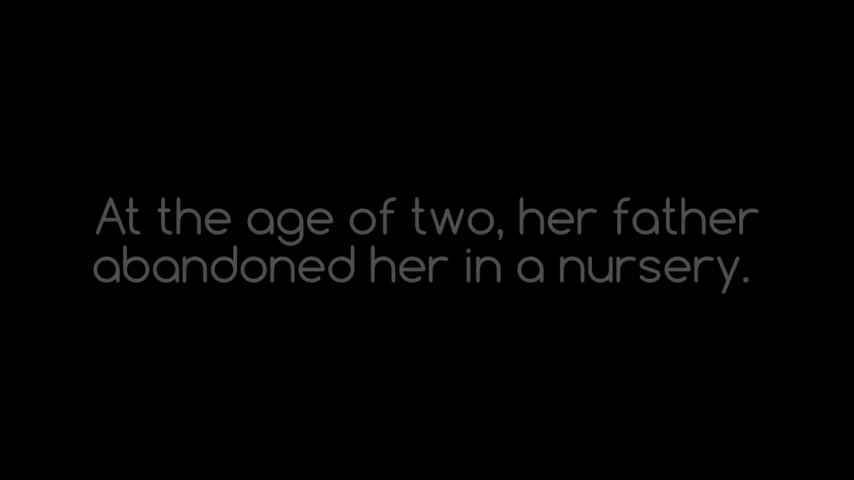 At the age of two, her father
abandoned her in a nursery.